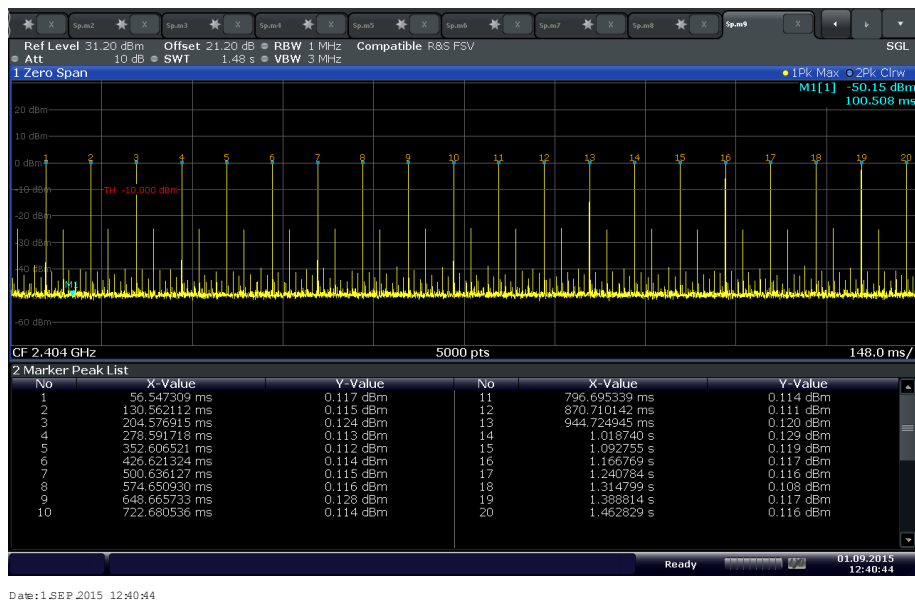 X Sp.m2 X Sp.m3 X Sp.m4 X Sp.m5 X Sp.m6 X Sp.m7 X Sp.m8 X Sp.m9 X
Ref Level 31.20 dBm Offset 21.20 dB RBW 1 MHz Compatible R&S FSV SGL
Att 10 dB SWT 1.48 s VBW 3 MHz
1 Zero Span 1Pk Max 2Pk Clrw
M1[1] -50.15 dBm
100.508 ms
20 dBm
10 dBm
1 2 3 4 5 6 7 8 9 10 11 12 13 14 15 16 17 18 19 20
0 dBm
-10 dBm TH -10.000 dBm
-20 dBm
-30 dBm
-40 dBm
M1
-60 dBm
CF 2.404 GHz 5000 pts 148.0 ms/
2 Marker Peak List
No X-Value Y-Value No X-Value Y-Value
1 56.547309 ms 0.117 dBm 11 796.695339 ms 0.114 dBm
2 130.562112 ms 0.115 dBm 12 870.710142 ms 0.111 dBm
3 204.576915 ms 0.124 dBm 13 944.724945 ms 0.120 dBm
4 278.591718 ms 0.113 dBm 14 1.018740 s 0.129 dBm
5 352.606521 ms 0.112 dBm 15 1.092755 s 0.119 dBm
6 426.621324 ms 0.114 dBm 16 1.166769 s 0.117 dBm
7 500.636127 ms 0.115 dBm 17 1.240784 s 0.116 dBm
8 574.650930 ms 0.116 dBm 18 1.314799 s 0.108 dBm
9 648.665733 ms 0.128 dBm 19 1.388814 s 0.117 dBm
10 722.680536 ms 0.114 dBm 20 1.462829 s 0.116 dBm
Ready 01.09.2015
12:40:44
Date: 1.SEP.2015 12:40:44